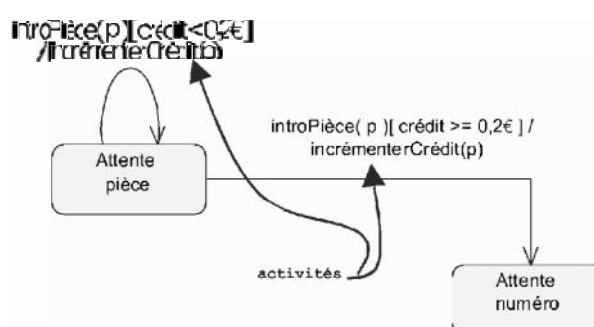 introPièce(p)[crédit<0,2€]
/incrémenterCrédit(p)
introPièce( p )[ crédit >= 0,2€ ] /
incrémenterCrédit(p)
Attente
pièce
activités
Attente
numéro